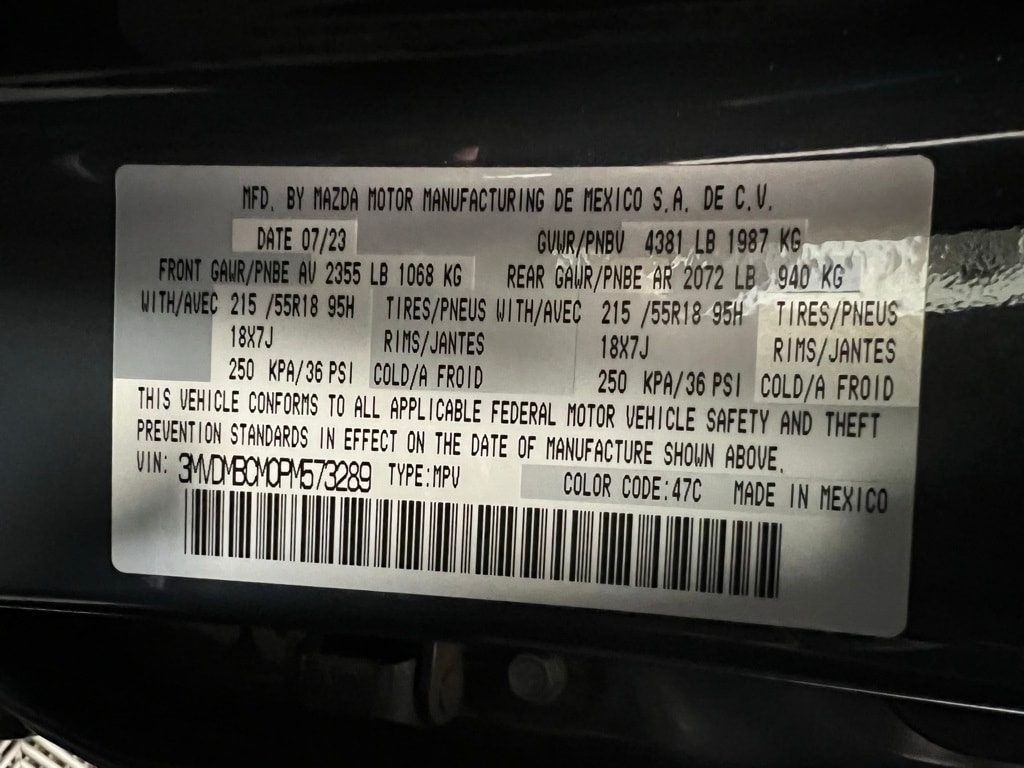 MFD. BY MAZDA MOTOR MANUFACTURING DE MEXICO S.A. DE C.V.
DATE 07/23 GVWR/PNBV 4381 LB 1987 KG
FRONT GAWR/PNBE AV 2355 LB 1068 KG REAR GAWR/PNBE AR 2072 LB 940 KG
WITH/AVEC 215 /55R18 95H TIRES/PNEUS WITH/AVEC 215 /55R18 95H TIRES/PNEUS
18X7J RIMS/JANTES 18X7J RIMS/JANTES
250 KPA/36 PSI COLD/A FROID 250 KPA/36 PSI COLD/A FROID
THIS VEHICLE CONFORMS TO ALL APPLICABLE FEDERAL MOTOR VEHICLE SAFETY AND THEFT
PREVENTION STANDARDS IN EFFECT ON THE DATE OF MANUFACTURE SHOWN ABOVE.
VIN: 3MVDMBCM0PM573289 TYPE:MPV COLOR CODE:47C MADE IN MEXICO